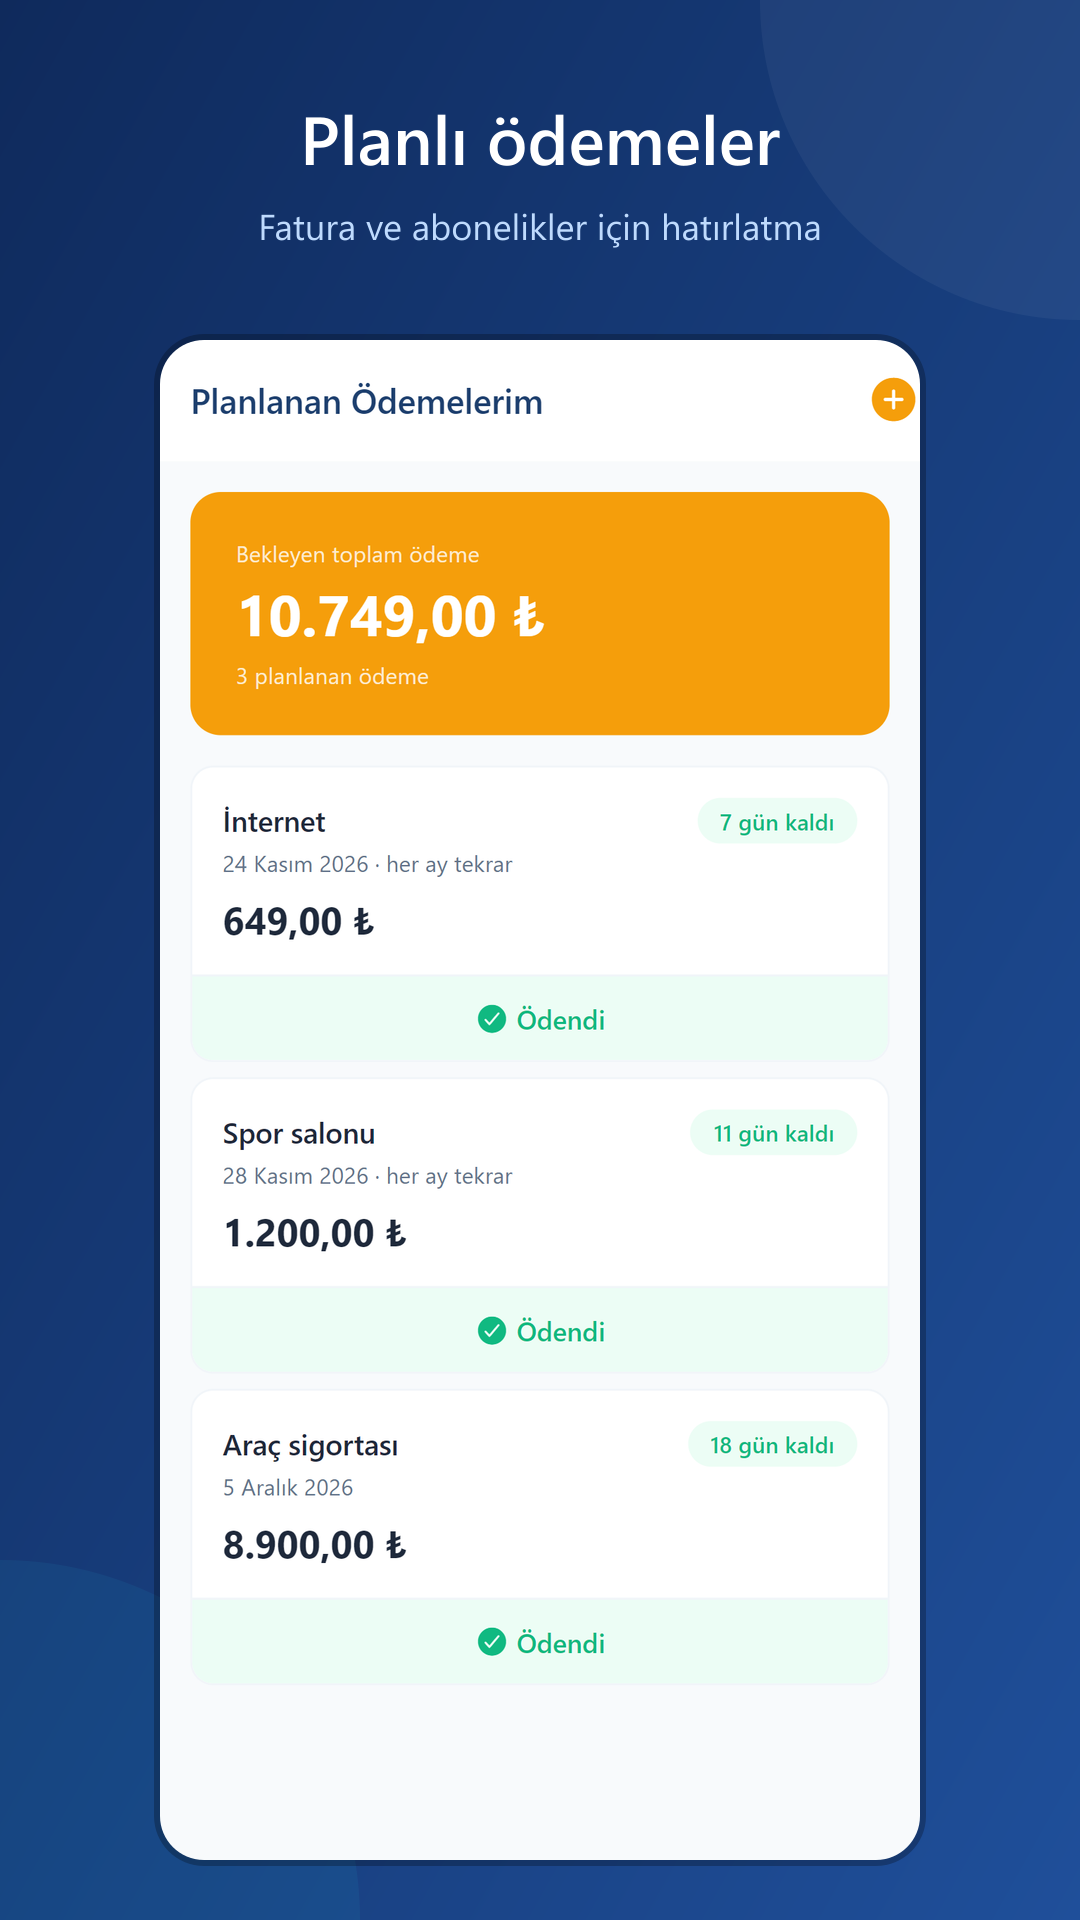 Planlı ödemeler
Fatura ve abonelikler için hatırlatma
Planlanan Ödemelerim
Bekleyen toplam ödeme
10.749,00 ₺
3 planlanan ödeme
İnternet
7 gün kaldı
24 Kasım 2026 · her ay tekrar
649,00 ₺
Ödendi
Spor salonu
11 gün kaldı
28 Kasım 2026 · her ay tekrar
1.200,00 ₺
Ödendi
Araç sigortası
18 gün kaldı
5 Aralık 2026
8.900,00 ₺
Ödendi